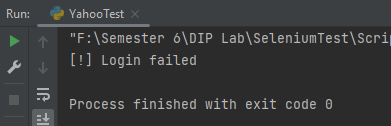 Run: YahooTest
"F:\Semester 6\DIP Lab\SeleniumTest\Scrip
[!] Login failed
Process finished with exit code 0